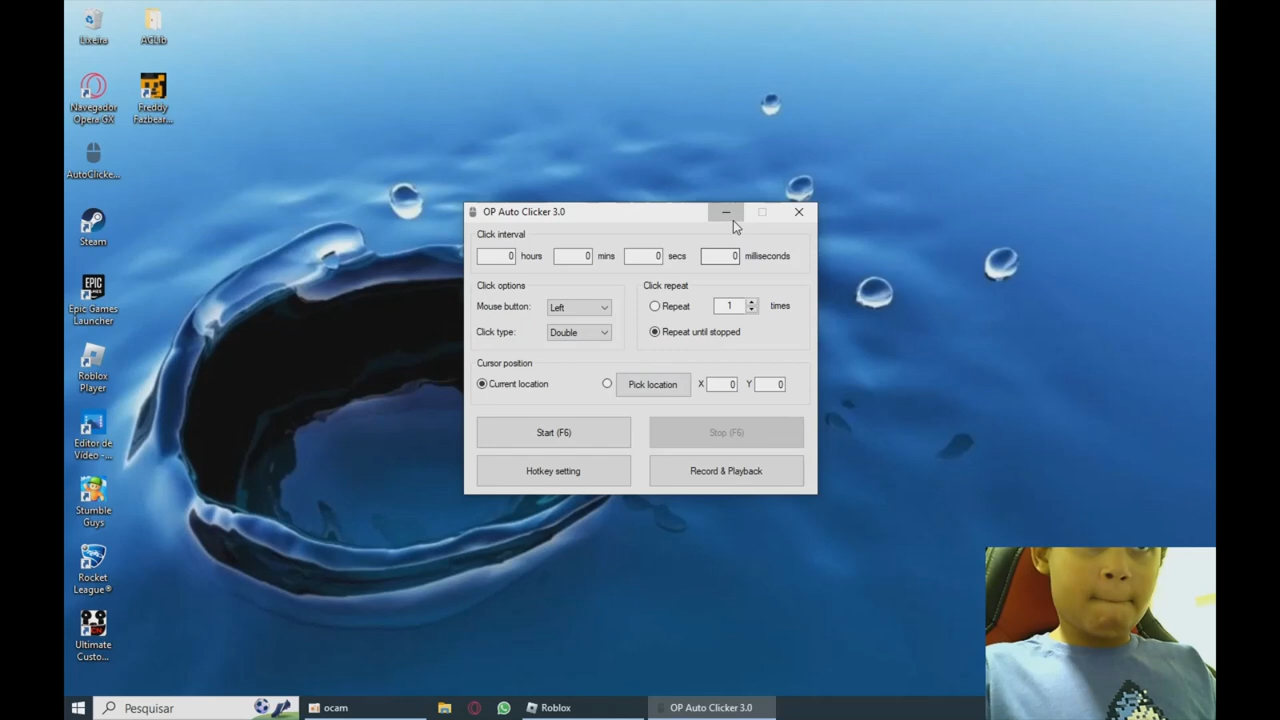 Lixeira
AGLib
Navegador
Opera GX
Freddy
Fazbear...
AutoClicke...
Steam
Epic Games
Launcher
Roblox
Player
Editor de
Vídeo - ...
Stumble
Guys
Rocket
League®
Ultimate
Custo...
OP Auto Clicker 3.0
Click interval
0 hours 0 mins 0 secs 0 milliseconds
Click options
Mouse button: Left
Click type: Double
Click repeat
Repeat 1 times
Repeat until stopped
Cursor position
Current location Pick location X 0 Y 0
Start (F6) Stop (F6)
Hotkey setting Record & Playback
Pesquisar ocam Roblox OP Auto Clicker 3.0